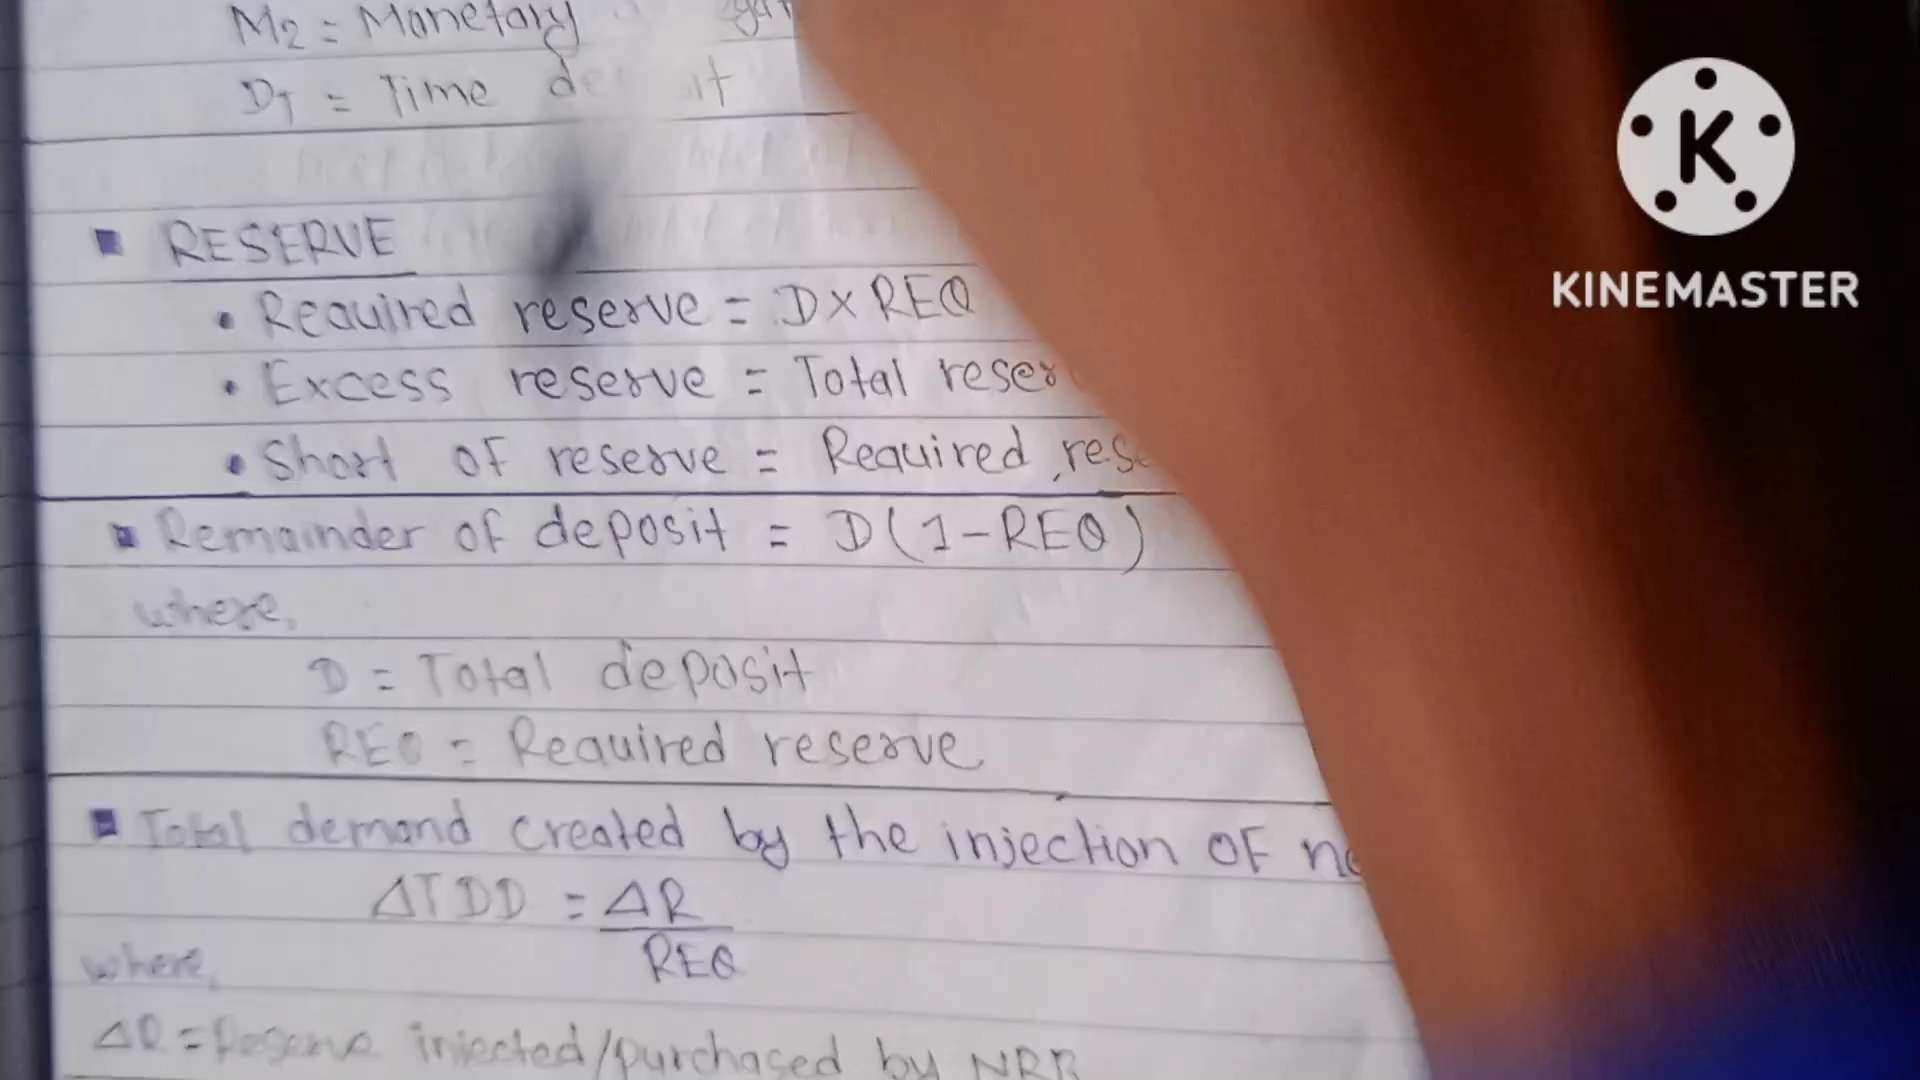 M2 = Monetary
DT = Time
RESERVE
• Required reserve = D x REQ
• Excess reserve = Total
• Short of reserve = Required
Remainder of deposit = D(1-REQ)
where,
D = Total deposit
REQ = Required reserve
Total demand created by the injection of
ΔTDD = ΔR
REQ
where,
ΔR = Reserve injected/purchased by NRB
K
KINEMASTER